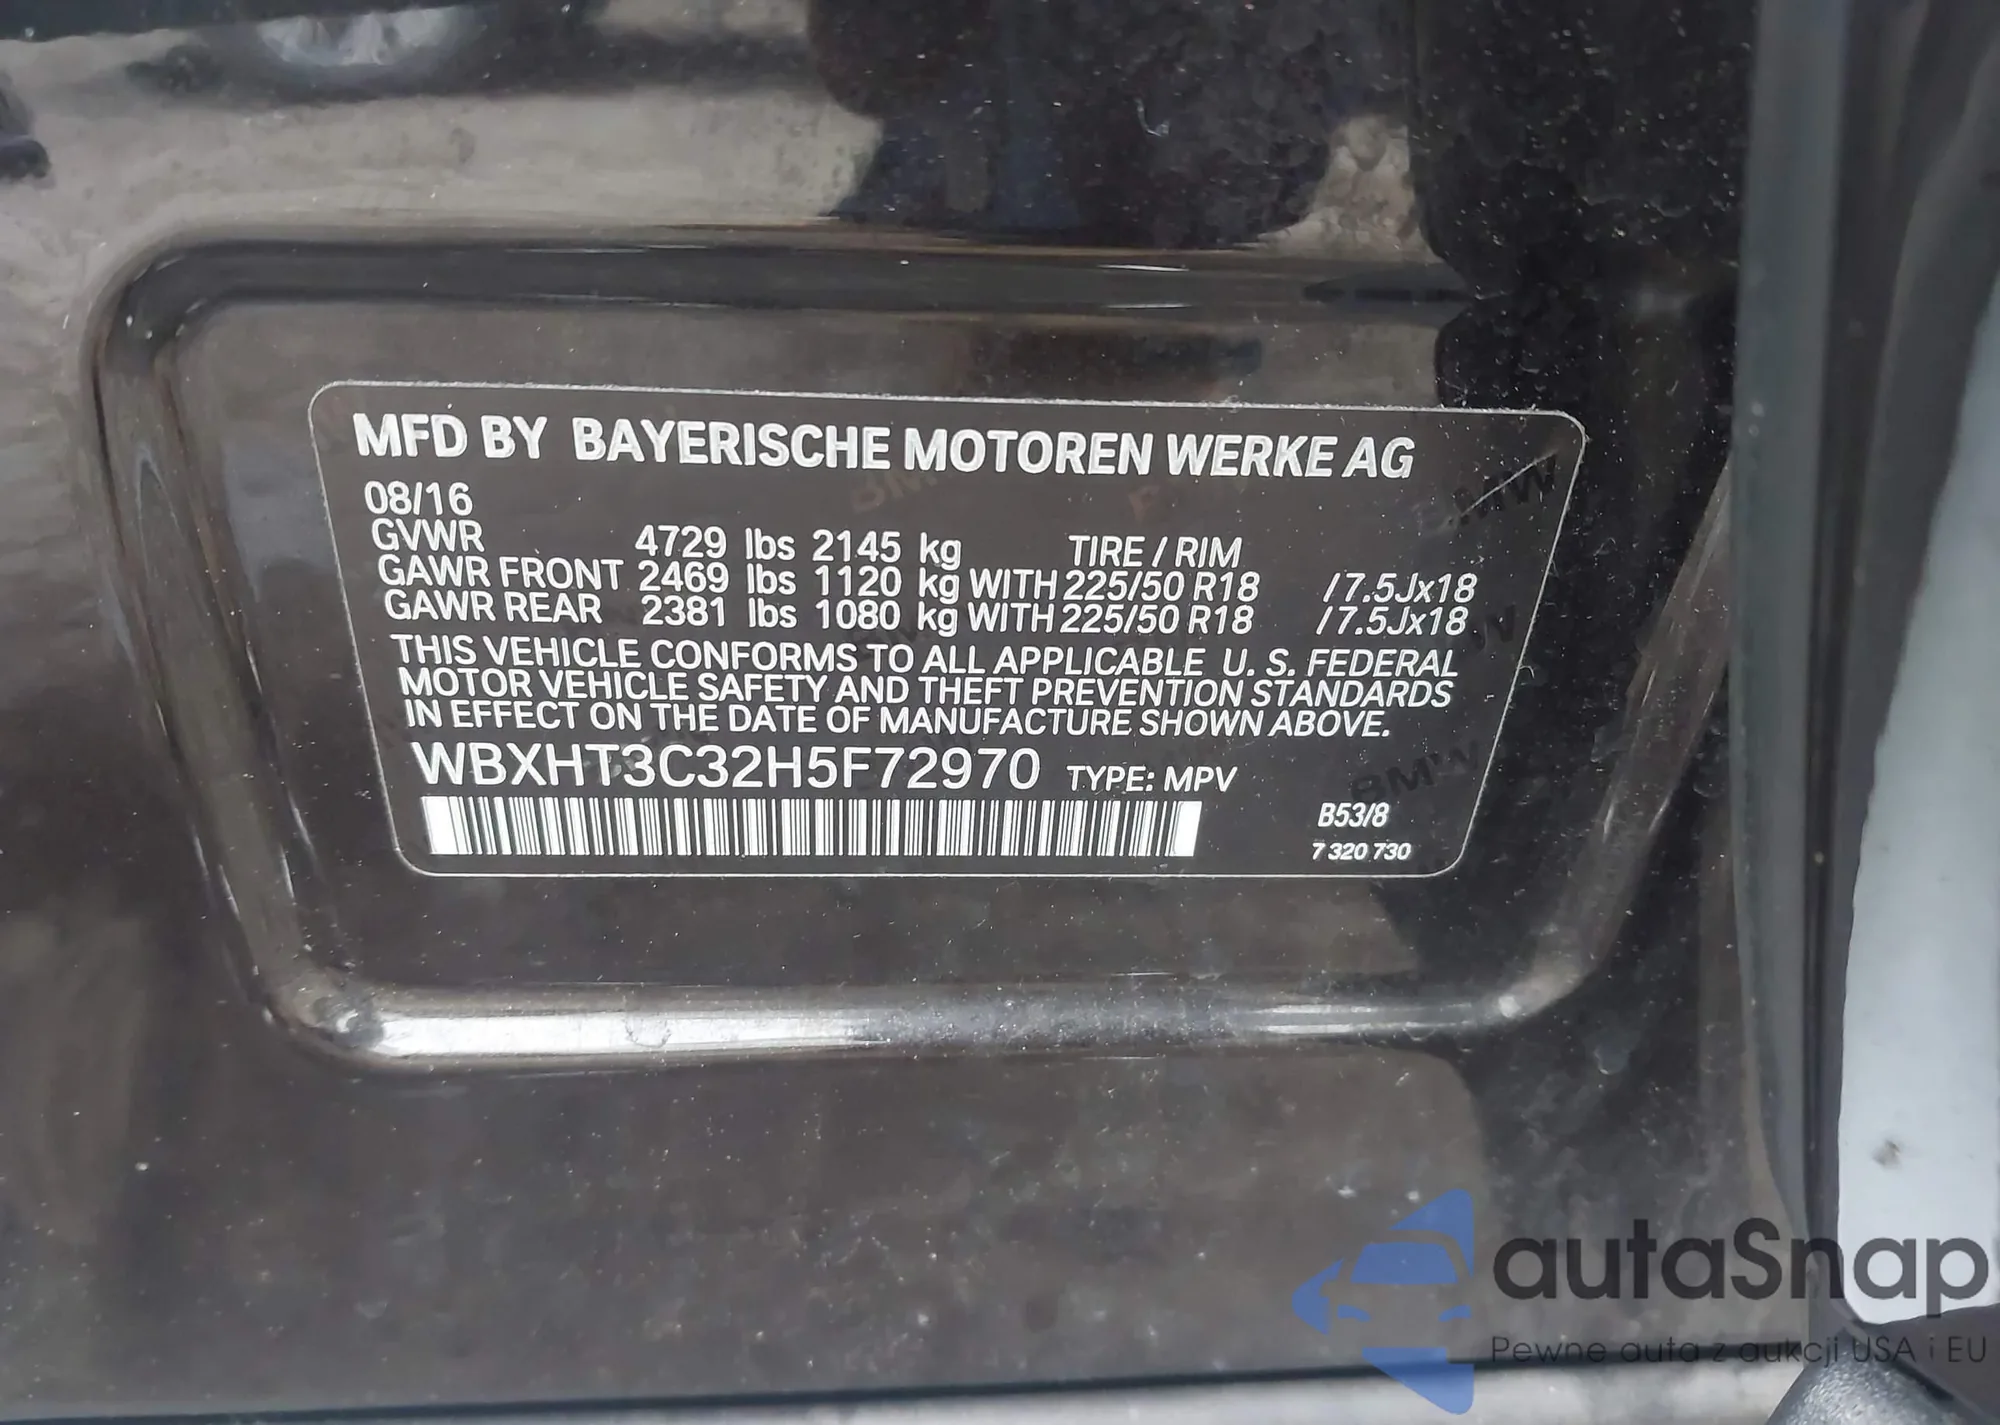 MFD BY BAYERISCHE MOTOREN WERKE AG
08/16
GVWR 4729 lbs 2145 kg TIRE / RIM
GAWR FRONT 2469 lbs 1120 kg WITH 225/50 R18 / 7.5Jx18
GAWR REAR 2381 lbs 1080 kg WITH 225/50 R18 / 7.5Jx18
THIS VEHICLE CONFORMS TO ALL APPLICABLE U. S. FEDERAL
MOTOR VEHICLE SAFETY AND THEFT PREVENTION STANDARDS
IN EFFECT ON THE DATE OF MANUFACTURE SHOWN ABOVE.
WBXHT3C32H5F72970 TYPE: MPV
B53/8
7 320 730
autaSnap
Pewne auta z aukcji USA i EU